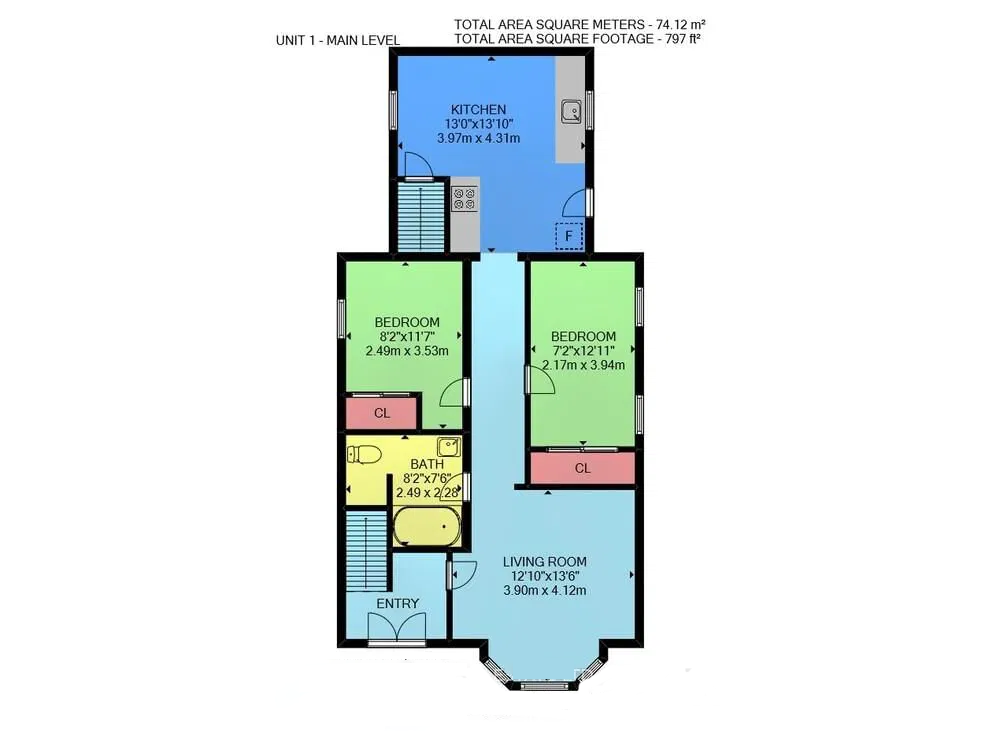 TOTAL AREA SQUARE METERS - 74.12 m²
UNIT 1 - MAIN LEVEL
TOTAL AREA SQUARE FOOTAGE - 797 ft²
KITCHEN
13'0"x13'10"
3.97m x 4.31m
F
BEDROOM
8'2"x11'7"
2.49m x 3.53m
BEDROOM
7'2"x12'11"
2.17m x 3.94m
CL
BATH
8'2"x7'6"
2.49 x 2.28
CL
LIVING ROOM
12'10"x13'6"
3.90m x 4.12m
ENTRY